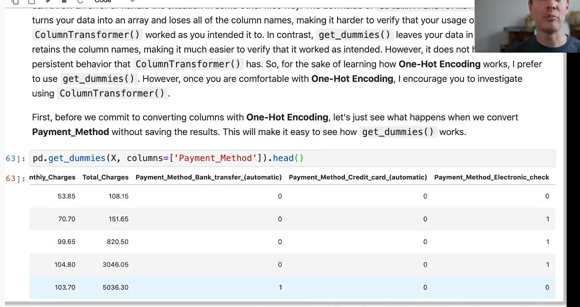 Code
turns your data into an array and loses all of the column names, making it harder to verify that your usage o
ColumnTransformer() worked as you intended it to. In contrast, get_dummies() leaves your data in
retains the column names, making it much easier to verify that it worked as intended. However, it does not h
persistent behavior that ColumnTransformer() has. So, for the sake of learning how One-Hot Encoding works, I prefer
to use get_dummies() . However, once you are comfortable with One-Hot Encoding, I encourage you to investigate
using ColumnTransformer() .
First, before we commit to converting columns with One-Hot Encoding, let's just see what happens when we convert
Payment_Method without saving the results. This will make it easy to see how get_dummies() works.
63]: pd.get_dummies(X, columns=['Payment_Method']).head()
63]: nthly_Charges Total_Charges Payment_Method_Bank_transfer_(automatic) Payment_Method_Credit_card_(automatic) Payment_Method_Electronic_check
53.85 108.15 0 0 0
70.70 151.65 0 0 1
99.65 820.50 0 0 1
104.80 3046.05 0 0 1
103.70 5036.30 1 0 0